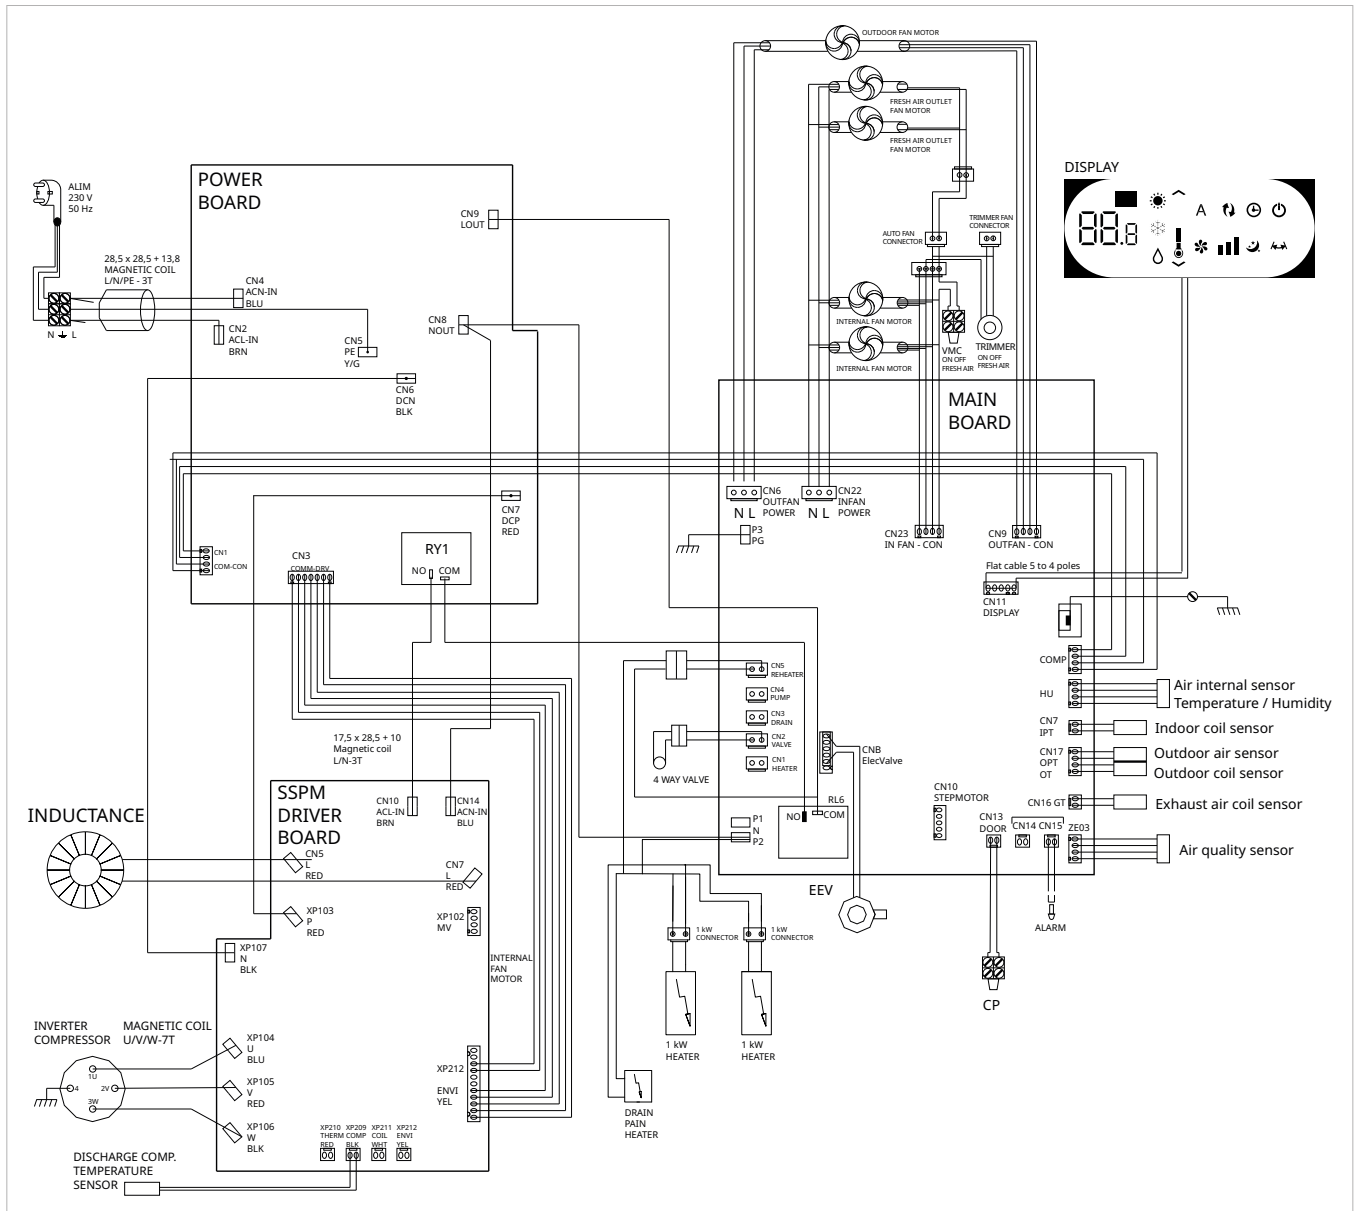 OUTDOOR FAN MOTOR
FRESH AIR OUTLET
FAN MOTOR
FRESH AIR OUTLET
FAN MOTOR
DISPLAY
88.8
A
ALIM
230 V
50 Hz
POWER
BOARD
CN9
LOUT
TRIMMER FAN
CONNECTOR
AUTO FAN
CONNECTOR
28,5 x 28,5 + 13,8
MAGNETIC COIL
L/N/PE - 3T
CN4
ACN-IN
BLU
N
L
CN2
ACL-IN
BRN
CN5
PE
Y/G
CN8
NOUT
INTERNAL FAN MOTOR
INTERNAL FAN MOTOR
VMC
ON OFF
FRESH AIR
TRIMMER
ON OFF
FRESH AIR
CN6
DCN
BLK
MAIN
BOARD
CN7
DCP
RED
CN6
OUTFAN
POWER
N L
CN22
INFAN
POWER
N L
P3
PG
CN23
IN FAN - CON
CN9
OUTFAN - CON
CN1
COM-CON
CN3
COMM-DRV
RY1
NO
COM
Flat cable 5 to 4 poles
CN11
DISPLAY
COMP
HU
Air internal sensor
Temperature / Humidity
CN7
IPT
Indoor coil sensor
CN17
OPT
OT
Outdoor air sensor
Outdoor coil sensor
CN16 GT
Exhaust air coil sensor
ZE03
Air quality sensor
CN5
REHEATER
CN4
PUMP
CN3
DRAIN
CN2
VALVE
CN1
HEATER
4 WAY VALVE
CNB
ElecValve
17,5 x 28,5 + 10
Magnetic coil
L/N-3T
RL6
NO
COM
P1
N
P2
CN10
STEPMOTOR
CN13
DOOR
CN14
CN15
ALARM
CP
EEV
INDUCTANCE
SSPM
DRIVER
BOARD
CN10
ACL-IN
BRN
CN14
ACN-IN
BLU
CN5
L
RED
CN7
L
RED
XP103
P
RED
XP102
MV
XP107
N
BLK
INTERNAL
FAN
MOTOR
1 kW
CONNECTOR
1 kW
CONNECTOR
1 kW
HEATER
1 kW
HEATER
DRAIN
PAIN
HEATER
INVERTER
COMPRESSOR
MAGNETIC COIL
U/V/W-7T
1U
2V
3W
4
XP104
U
BLU
XP105
V
RED
XP106
W
BLK
XP212
ENVI
YEL
XP210
THERM
RED
XP209
COMP
BLK
XP211
COIL
WHT
XP212
ENVI
YEL
DISCHARGE COMP.
TEMPERATURE
SENSOR